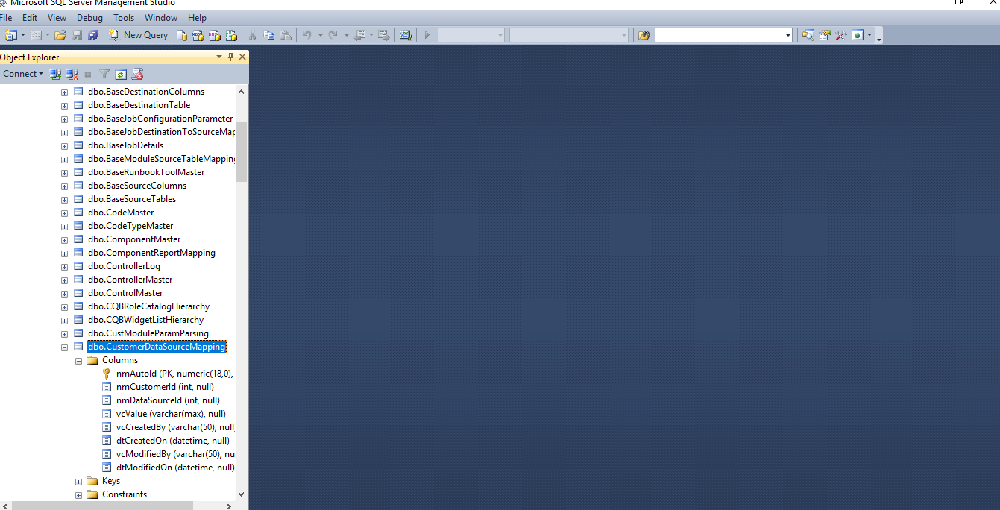 Microsoft SQL Server Management Studio
File Edit View Debug Tools Window Help
New Query
Object Explorer
Connect
dbo.BaseDestinationColumns
dbo.BaseDestinationTable
dbo.BaseJobConfigurationParameter
dbo.BaseJobDestinationToSourceMap
dbo.BaseJobDetails
dbo.BaseModuleSourceTableMapping
dbo.BaseRunbookToolMaster
dbo.BaseSourceColumns
dbo.BaseSourceTables
dbo.CodeMaster
dbo.CodeTypeMaster
dbo.ComponentMaster
dbo.ComponentReportMapping
dbo.ControllerLog
dbo.ControllerMaster
dbo.ControlMaster
dbo.CQBRoleCatalogHierarchy
dbo.CQBWidgetListHierarchy
dbo.CustModuleParamParsing
dbo.CustomerDataSourceMapping
Columns
nmAutoId (PK, numeric(18,0),
nmCustomerId (int, null)
nmDataSourceId (int, null)
vcValue (varchar(max), null)
vcCreatedBy (varchar(50), null)
dtCreatedOn (datetime, null)
vcModifiedBy (varchar(50), nu
dtModifiedOn (datetime, null)
Keys
Constraints